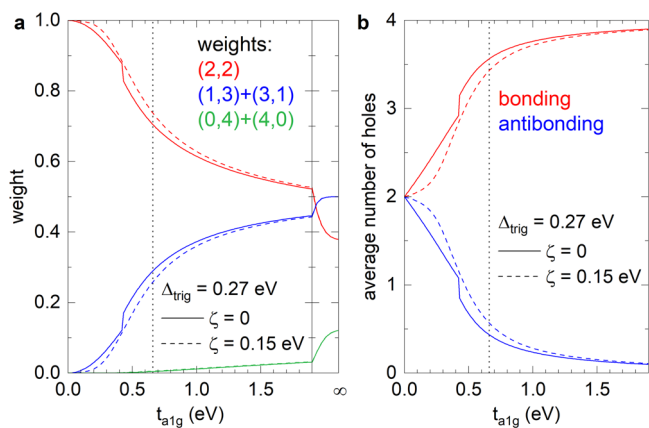 a
weights:
(2,2)
(1,3)+(3,1)
(0,4)+(4,0)
Δtrig = 0.27 eV
ζ = 0
ζ = 0.15 eV
weight
1.0
0.8
0.6
0.4
0.2
0.0
0.0 0.5 1.0 1.5 ∞
ta1g (eV)
b
bonding
antibonding
Δtrig = 0.27 eV
ζ = 0
ζ = 0.15 eV
average number of holes
4
3
2
1
0
0.0 0.5 1.0 1.5
ta1g (eV)